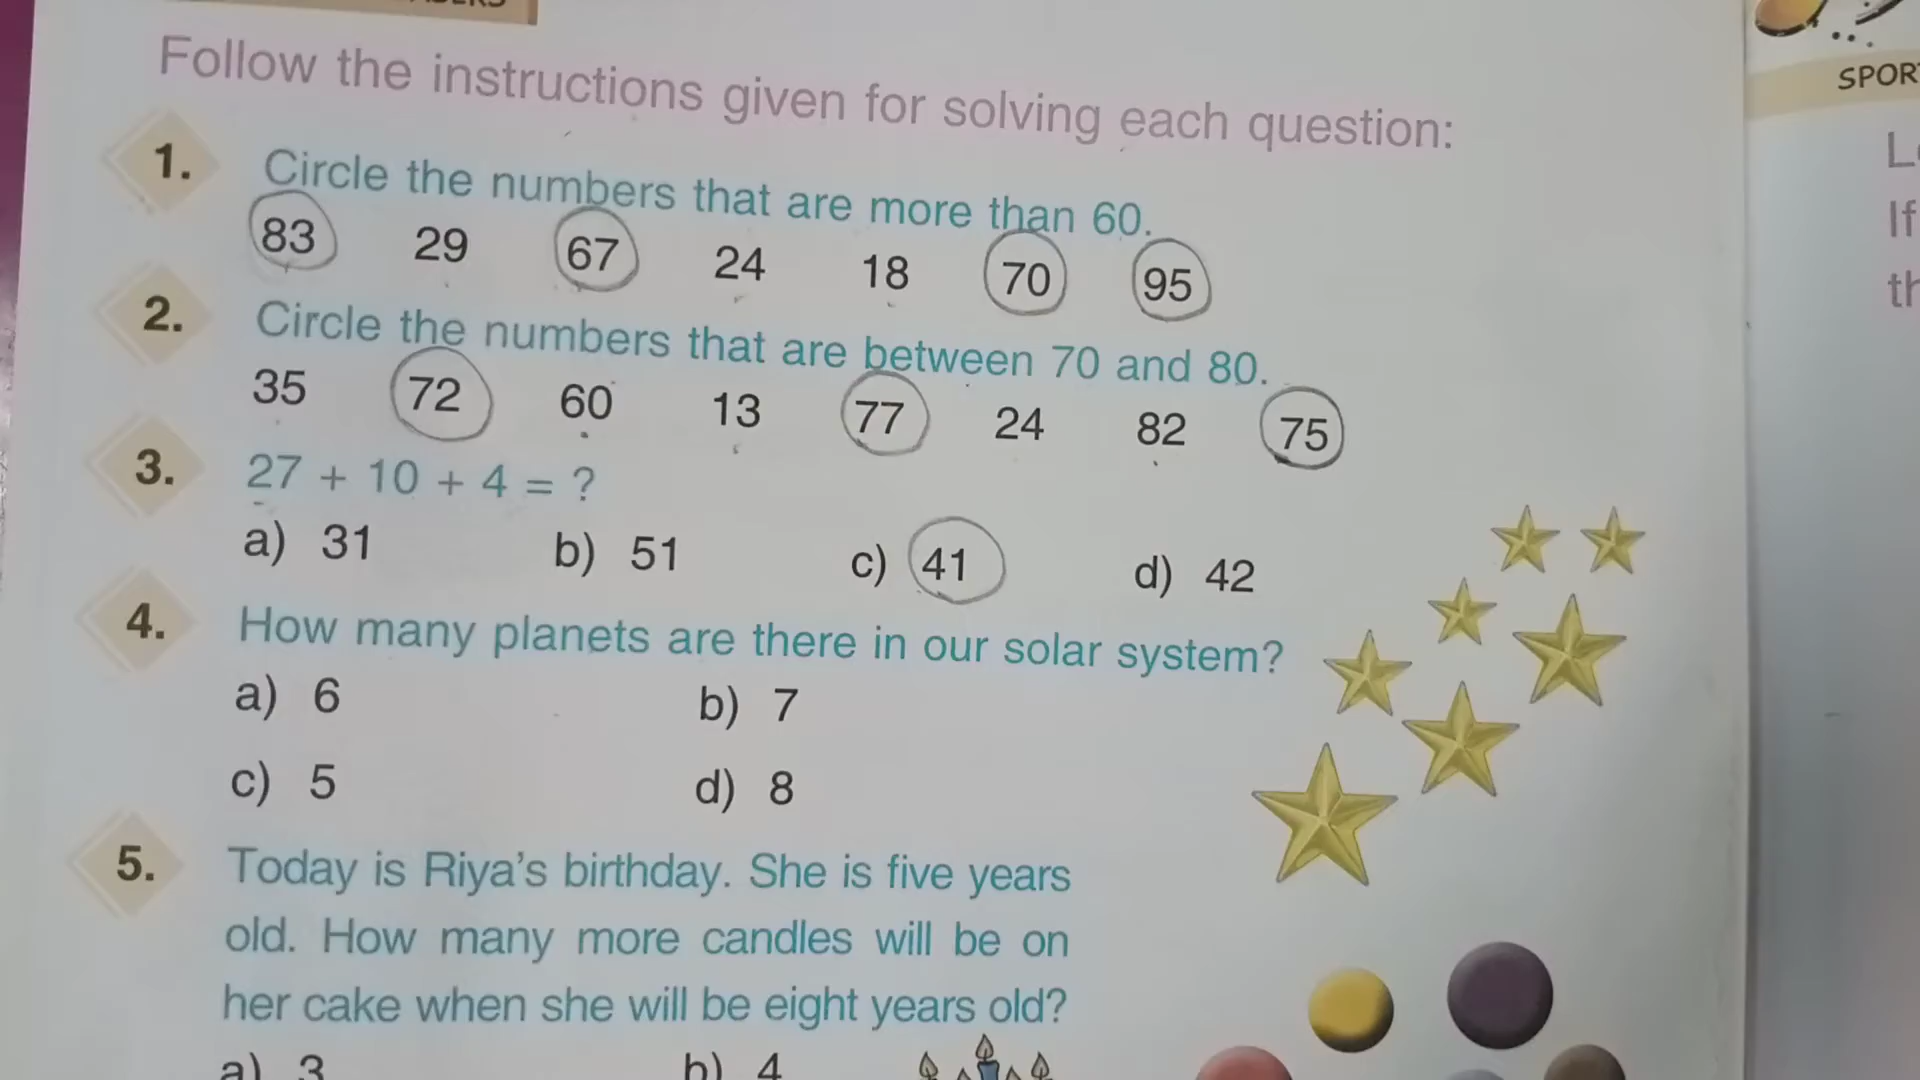 Follow the instructions given for solving each question:
1. Circle the numbers that are more than 60.
83 29 67 24 18 70 95
2. Circle the numbers that are between 70 and 80.
35 72 60 13 77 24 82 75
3. 27 + 10 + 4 = ?
a) 31 b) 51 c) 41 d) 42
4. How many planets are there in our solar system?
a) 6 b) 7
c) 5 d) 8
5. Today is Riya's birthday. She is five years
old. How many more candles will be on
her cake when she will be eight years old?
a) 3 b) 4
If